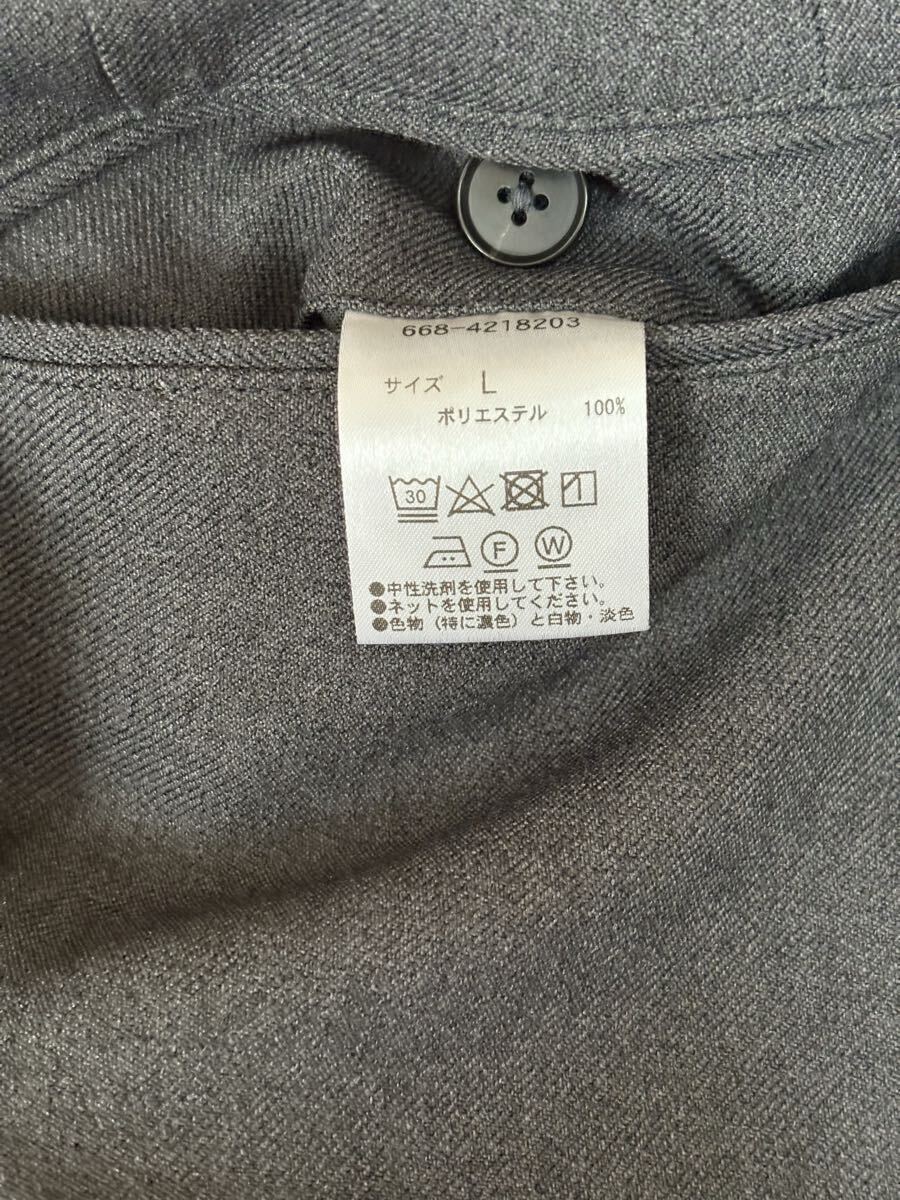 668-4218203
サイズ L
ポリエステル 100%
30
F W
●中性洗剤を使用して下さい。
●ネットを使用してください。
●色物（特に濃色）と白物・淡色